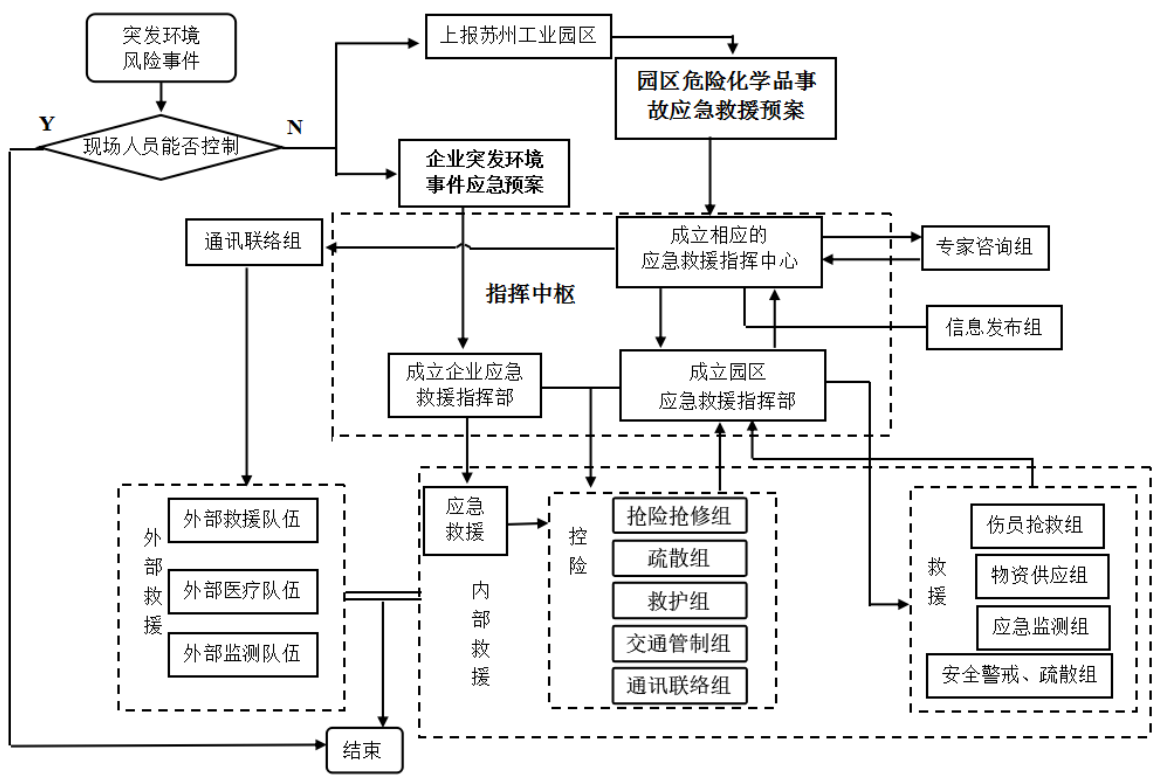 突发环境
风险事件
上报苏州工业园区
园区危险化学品事
故应急救援预案
Y
现场人员能否控制
N
企业突发环境
事件应急预案
通讯联络组
成立相应的
应急救援指挥中心
专家咨询组
指挥中枢
信息发布组
成立企业应急
救援指挥部
成立园区
应急救援指挥部
外部救援
外部救援队伍
外部医疗队伍
外部监测队伍
应急
救援
内部救援
控险
抢险抢修组
疏散组
救护组
交通管制组
通讯联络组
救援
伤员抢救组
物资供应组
应急监测组
安全警戒、疏散组
结束